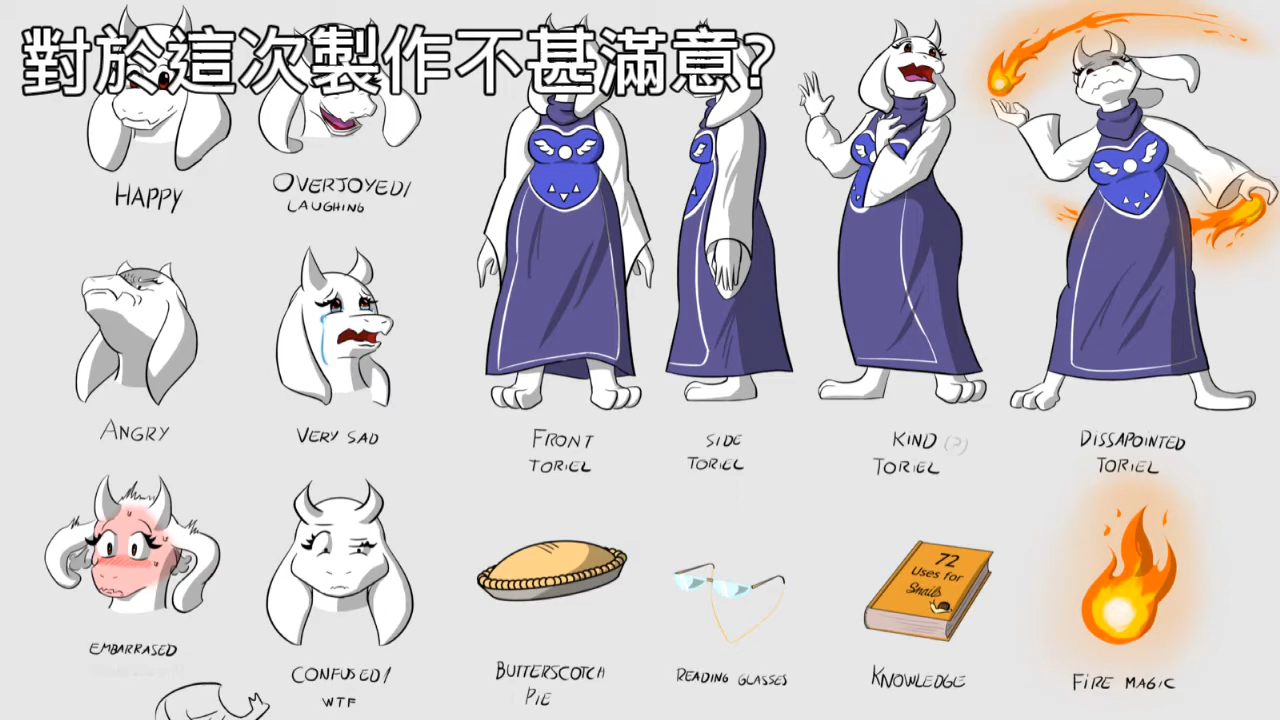 對於這次製作不甚滿意?
HAPPY
OVERJOYED/
LAUGHING
ANGRY
VERY SAD
FRONT
TORIEL
SIDE
TORIEL
KIND (?)
TORIEL
DISSAPOINTED
TORIEL
EMBARRASED
CONFUSED/
WTF
BUTTERSCOTCH
PIE
READING GLASSES
72
Uses for
Snails
KNOWLEDGE
FIRE MAGIC